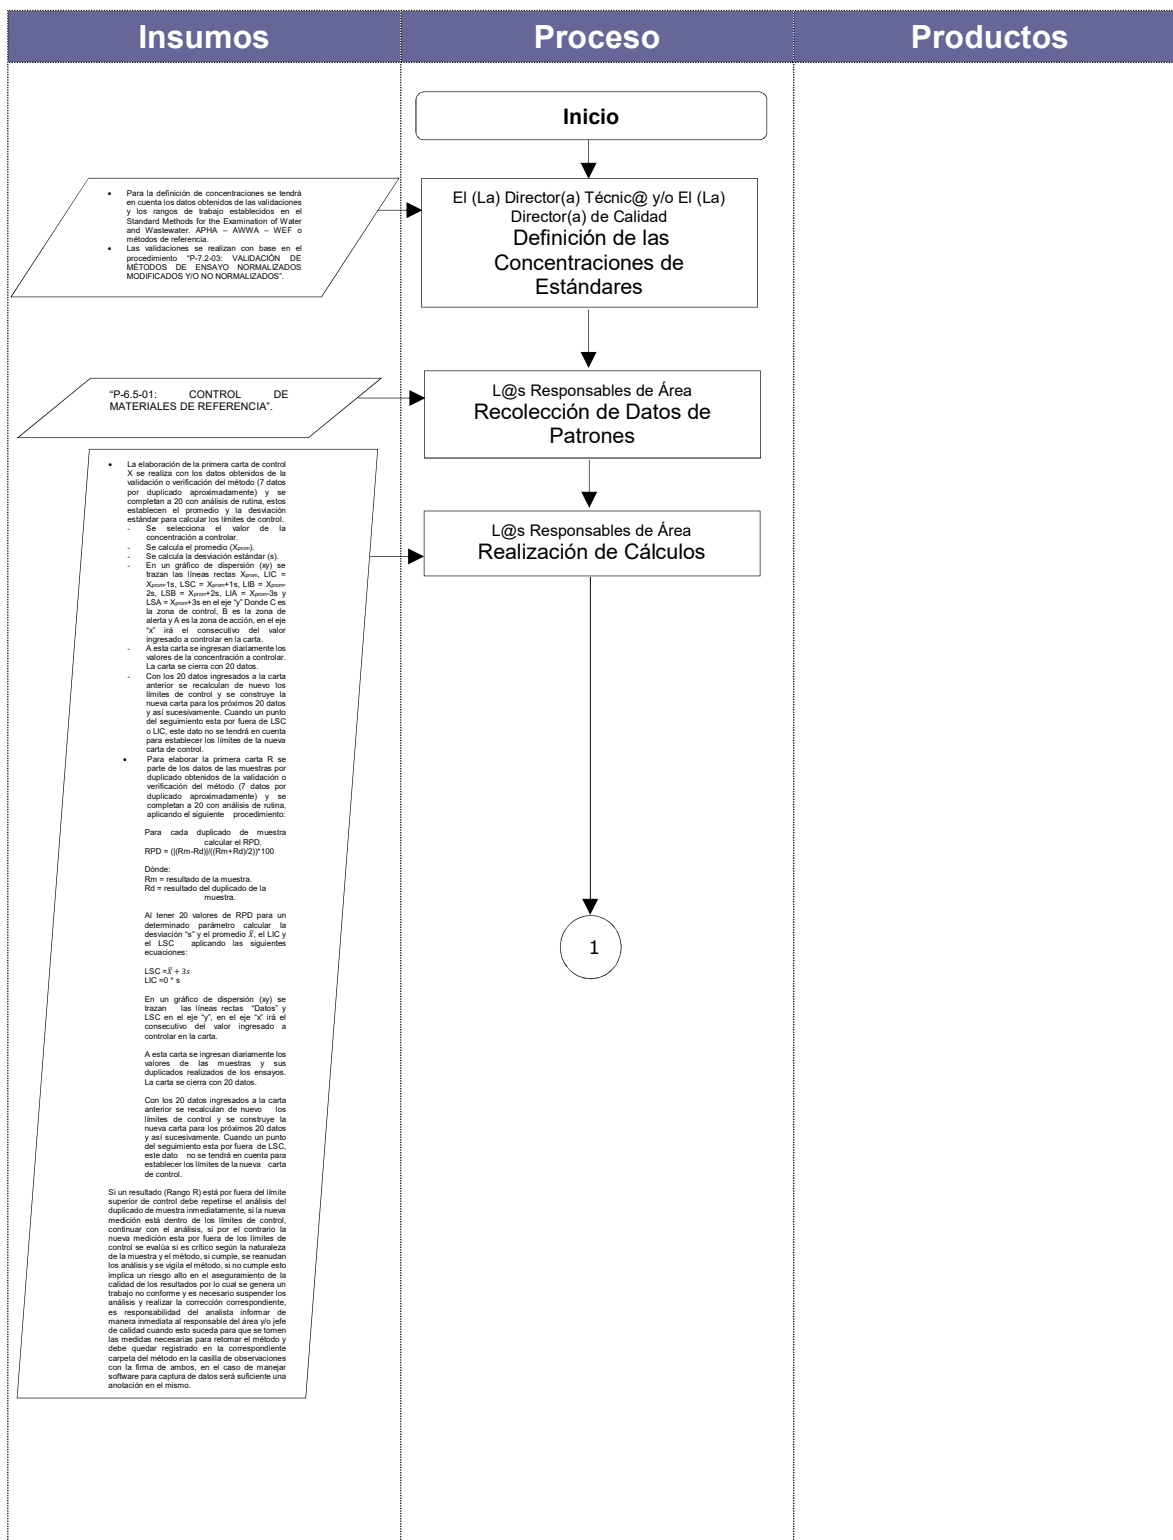 Insumos
Proceso
Productos
Inicio
• Para la definición de concentraciones se tendrá
en cuenta los datos obtenidos de las validaciones
y los rangos de trabajo establecidos en el
Standard Methods for the Examination of Water
and Wastewater. APHA – AWWA – WEF o
métodos de referencia.
• Las validaciones se realizan con base en el
procedimiento “P-7.2-03: VALIDACIÓN DE
MÉTODOS DE ENSAYO NORMALIZADOS
MODIFICADOS Y/O NO NORMALIZADOS”.
El (La) Director(a) Técnic@ y/o El (La)
Director(a) de Calidad
Definición de las
Concentraciones de
Estándares
“P-6.5-01: CONTROL DE
MATERIALES DE REFERENCIA”.
L@s Responsables de Área
Recolección de Datos de
Patrones
• La elaboración de la primera carta de control
X se realiza con los datos obtenidos de la
validación o verificación del método (7 datos
por duplicado aproximadamente) y se
completan a 20 con análisis de rutina, estos
establecen el promedio y la desviación
estándar para calcular los límites de control.
- Se selecciona el valor de la
concentración a controlar.
- Se calcula el promedio (Xprom).
- Se calcula la desviación estándar (s).
- En un gráfico de dispersión (xy) se
trazan las líneas rectas Xprom, LIC =
Xprom-1s, LSC = Xprom+1s, LIB = Xprom-
2s, LSB = Xprom+2s, LIA = Xprom-3s y
LSA = Xprom+3s en el eje “y” Donde C es
la zona de control, B es la zona de
alerta y A es la zona de acción, en el eje
“x” irá el consecutivo del valor
ingresado a controlar en la carta.
- A esta carta se ingresan diariamente los
valores de la concentración a controlar.
La carta se cierra con 20 datos.
- Con los 20 datos ingresados a la carta
anterior se recalculan de nuevo los
límites de control y se construye la
nueva carta para los próximos 20 datos
y así sucesivamente. Cuando un punto
del seguimiento esta por fuera de LSC
o LIC, este dato no se tendrá en cuenta
para establecer los límites de la nueva
carta de control.
• Para elaborar la primera carta R se
parte de los datos de las muestras por
duplicado obtenidos de la validación o
verificación del método (7 datos por
duplicado aproximadamente) y se
completan a 20 con análisis de rutina,
aplicando el siguiente procedimiento:
Para cada duplicado de muestra
calcular el RPD.
RPD = (|(Rm-Rd)|/((Rm+Rd)/2))*100
Dónde:
Rm = resultado de la muestra.
Rd = resultado del duplicado de la
muestra.
Al tener 20 valores de RPD para un
determinado parámetro calcular la
desviación “s” y el promedio x̄, el LIC y
el LSC aplicando las siguientes
ecuaciones:
LSC =x̄ + 3s
LIC =0 * s
En un gráfico de dispersión (xy) se
trazan las líneas rectas “Datos” y
LSC en el eje “y”, en el eje “x” irá el
consecutivo del valor ingresado a
controlar en la carta.
A esta carta se ingresan diariamente los
valores de las muestras y sus
duplicados realizados de los ensayos.
La carta se cierra con 20 datos.
Con los 20 datos ingresados a la carta
anterior se recalculan de nuevo los
límites de control y se construye la
nueva carta para los próximos 20 datos
y así sucesivamente. Cuando un punto
del seguimiento esta por fuera de LSC,
este dato no se tendrá en cuenta para
establecer los límites de la nueva carta
de control.
Si un resultado (Rango R) está por fuera del límite
superior de control debe repetirse el análisis del
duplicado de muestra inmediatamente, si la nueva
medición está dentro de los límites de control,
continuar con el análisis, si por el contrario la
nueva medición esta por fuera de los límites de
control se evalúa si es crítico según la naturaleza
de la muestra y el método, si cumple, se reanudan
los análisis y se vigila el método, si no cumple esto
implica un riesgo alto en el aseguramiento de la
calidad de los resultados por lo cual se genera un
trabajo no conforme y es necesario suspender los
análisis y realizar la corrección correspondiente,
es responsabilidad del analista informar de
manera inmediata al responsable del área y/o jefe
de calidad cuando esto suceda para que se tomen
las medidas necesarias para retomar el método y
debe quedar registrado en la correspondiente
carpeta del método en la casilla de observaciones
con la firma de ambos, en el caso de manejar
software para captura de datos será suficiente una
anotación en el mismo.
L@s Responsables de Área
Realización de Cálculos
1